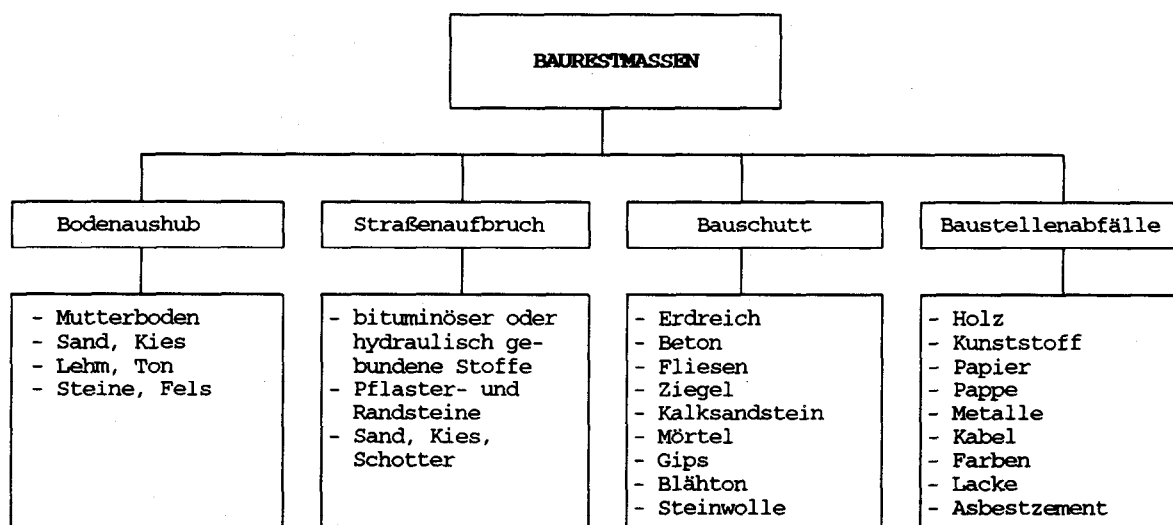 BAURESTMASSEN
Bodenaushub
- Mutterboden
- Sand, Kies
- Lehm, Ton
- Steine, Fels
Straßenaufbruch
- bituminöser oder
hydraulisch ge-
bundene Stoffe
- Pflaster- und
Randsteine
- Sand, Kies,
Schotter
Bauschutt
- Erdreich
- Beton
- Fliesen
- Ziegel
- Kalksandstein
- Mörtel
- Gips
- Blähton
- Steinwolle
Baustellenabfälle
- Holz
- Kunststoff
- Papier
- Pappe
- Metalle
- Kabel
- Farben
- Lacke
- Asbestzement